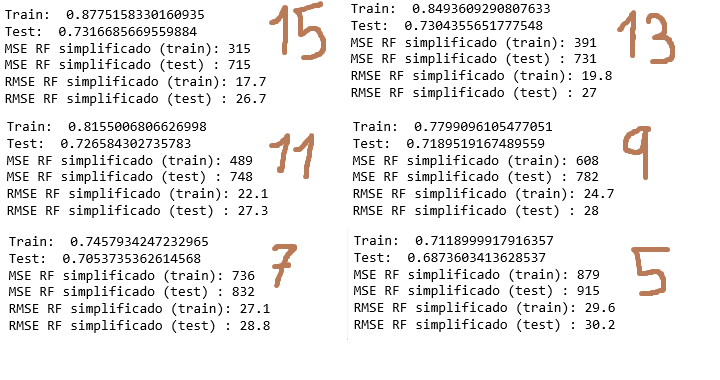 Train:  0.8775158330160935
Test:  0.7316685669559884
MSE RF simplificado (train): 315
MSE RF simplificado (test) : 715
RMSE RF simplificado (train): 17.7
RMSE RF simplificado (test) : 26.7
15
Train:  0.8493609290807633
Test:  0.7304355651777548
MSE RF simplificado (train): 391
MSE RF simplificado (test) : 731
RMSE RF simplificado (train): 19.8
RMSE RF simplificado (test) : 27
13
Train:  0.8155006806626998
Test:  0.726584302735783
MSE RF simplificado (train): 489
MSE RF simplificado (test) : 748
RMSE RF simplificado (train): 22.1
RMSE RF simplificado (test) : 27.3
11
Train:  0.7799096105477051
Test:  0.7189519167489559
MSE RF simplificado (train): 608
MSE RF simplificado (test) : 782
RMSE RF simplificado (train): 24.7
RMSE RF simplificado (test) : 28
9
Train:  0.7457934247232965
Test:  0.7053735362614568
MSE RF simplificado (train): 736
MSE RF simplificado (test) : 832
RMSE RF simplificado (train): 27.1
RMSE RF simplificado (test) : 28.8
7
Train:  0.7118999917916357
Test:  0.6873603413628537
MSE RF simplificado (train): 879
MSE RF simplificado (test) : 915
RMSE RF simplificado (train): 29.6
RMSE RF simplificado (test) : 30.2
5